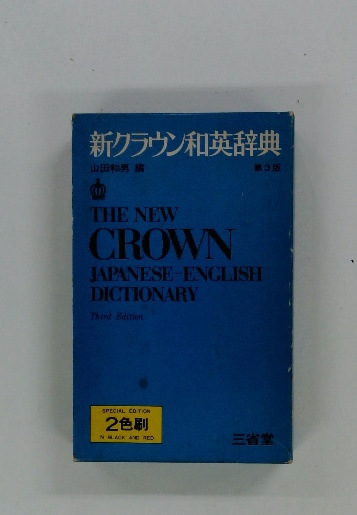 新クラウン和英辞典
山田和男 編 第3版
THE NEW
CROWN
JAPANESE-ENGLISH
DICTIONARY
Third Edition
SPECIAL EDITION
2色刷
IN BLACK AND RED
三省堂